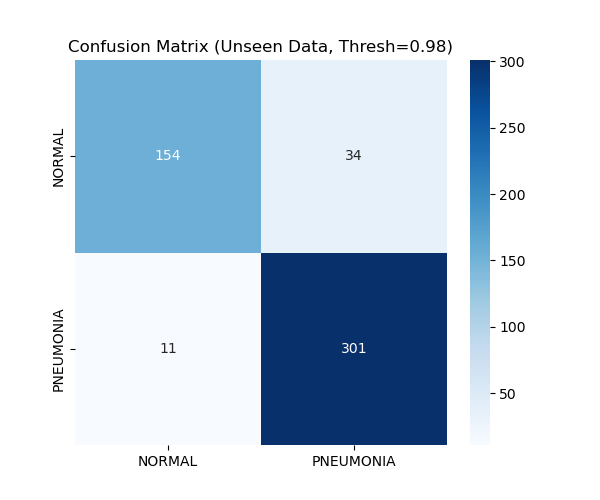 Confusion Matrix (Unseen Data, Thresh=0.98)
NORMAL
154
34
PNEUMONIA
11
301
NORMAL
PNEUMONIA
300
250
200
150
100
50